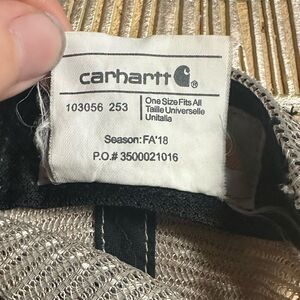 carhartt ®
103056 253
One Size Fits All
Taille Universelle
Unitalia
Season: FA'18
P.O.# 3500021016